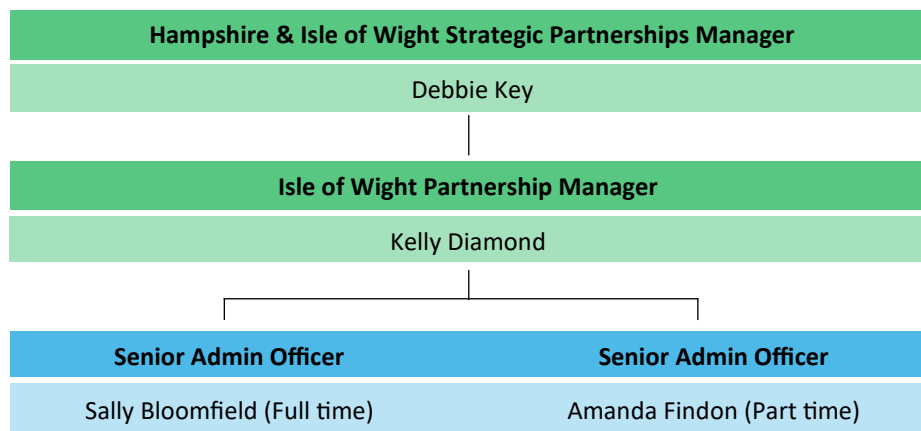 Hampshire & Isle of Wight Strategic Partnerships Manager
Debbie Key
Isle of Wight Partnership Manager
Kelly Diamond
Senior Admin Officer
Senior Admin Officer
Sally Bloomfield (Full time)
Amanda Findon (Part time)